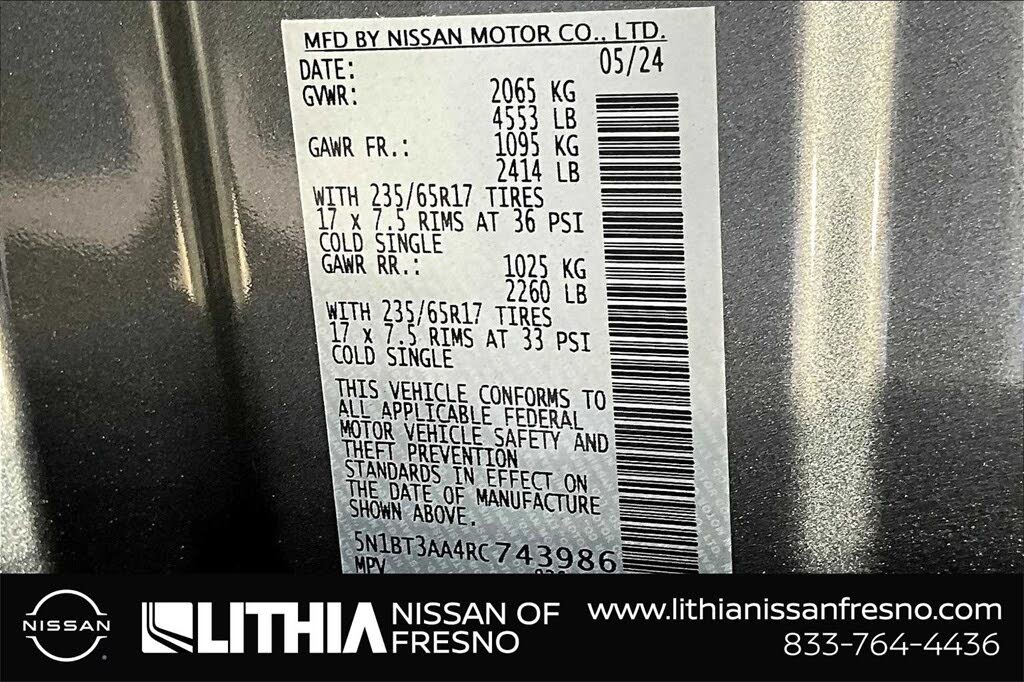 MFD BY NISSAN MOTOR CO., LTD.
DATE: 05/24
GVWR: 2065 KG
4553 LB
GAWR FR.: 1095 KG
2414 LB
WITH 235/65R17 TIRES
17 x 7.5 RIMS AT 36 PSI
COLD SINGLE
GAWR RR.: 1025 KG
2260 LB
WITH 235/65R17 TIRES
17 x 7.5 RIMS AT 33 PSI
COLD SINGLE
THIS VEHICLE CONFORMS TO
ALL APPLICABLE FEDERAL
MOTOR VEHICLE SAFETY AND
THEFT PREVENTION
STANDARDS IN EFFECT ON
THE DATE OF MANUFACTURE
SHOWN ABOVE.
5N1BT3AA4RC743986
MPV
NISSAN
LITHIA
NISSAN OF
FRESNO
www.lithianissanfresno.com
833-764-4436